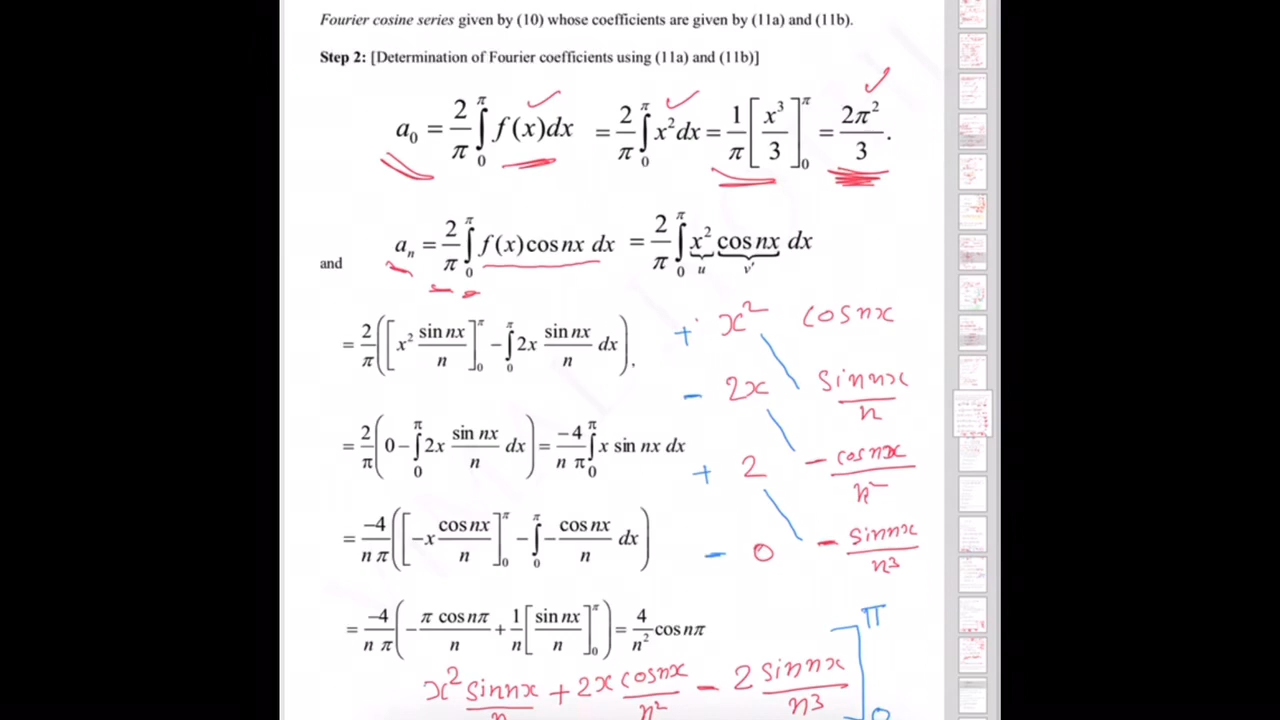 Fourier cosine series given by (10) whose coefficients are given by (11a) and (11b).
Step 2: [Determination of Fourier coefficients using (11a) and (11b)]
a₀ = 2/π ∫₀^π f(x)dx = 2/π ∫₀^π x² dx = 1/π [x³/3]₀^π = 2π²/3.
and aₙ = 2/π ∫₀^π f(x) cos nx dx = 2/π ∫₀^π x² cos nx dx
u v'
= 2/π ([x² sin nx/n]₀^π − ∫₀^π 2x sin nx/n dx),
= 2/π (0 − ∫₀^π 2x sin nx/n dx) = −4/n π ∫₀^π x sin nx dx
= −4/n π ([−x cos nx/n]₀^π − ∫₀^π − cos nx/n dx)
= −4/n π (− π cos nπ/n + 1/n [sin nx/n]₀^π) = 4/n² cos nπ
+ x² cos nx
− 2x sin nx/n
+ 2 − cos nx/n²
− 0 − sin nx/n³
x² sin nx/n + 2x cos nx/n² − 2 sin nx/n³ ]₀^π